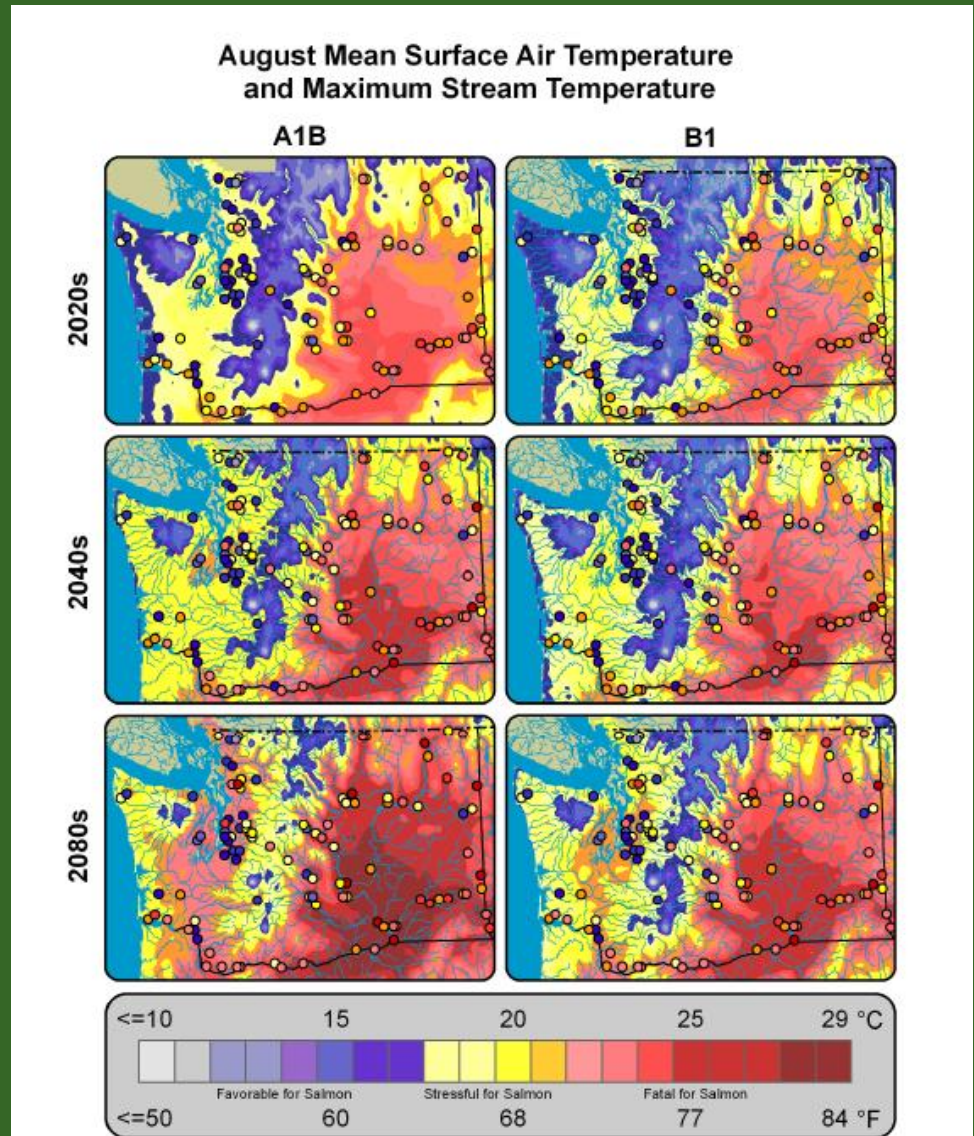 August Mean Surface Air Temperature
and Maximum Stream Temperature
A1B
B1
2020s
2040s
2080s
<=10 15 20 25 29 °C
Favorable for Salmon Stressful for Salmon Fatal for Salmon
<=50 60 68 77 84 °F